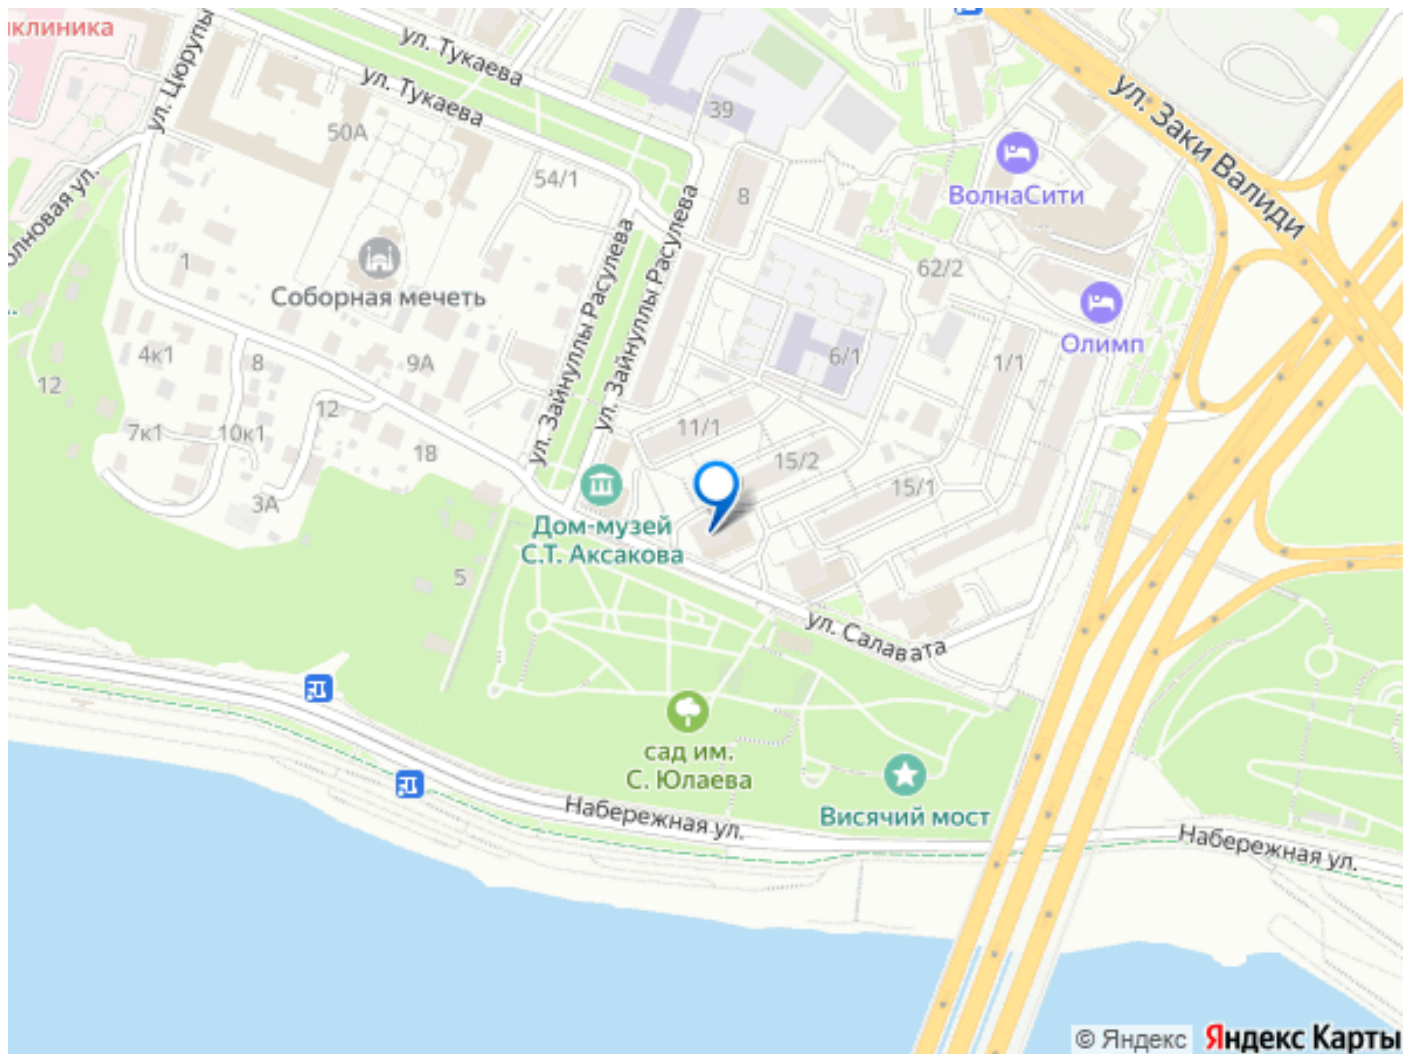 иклиника
ул. Цюрупы
ул. Тукаева
ул. Тукаева
50А
39
ул. Заки Валиди
54/1
8
ВолнаСити
ул. Зайнуллы Расулева
ул. Зайнуллы Расулева
1
Соборная мечеть
62/2
Олимп
4к1
8
9А
6/1
1/1
12
12
7к1
10к1
18
11/1
15/2
15/1
3А
Дом-музей
С.Т. Аксакова
5
ул. Салавата
сад им.
С. Юлаева
Висячий мост
Набережная ул.
Набережная ул.
© Яндекс
Яндекс Карты